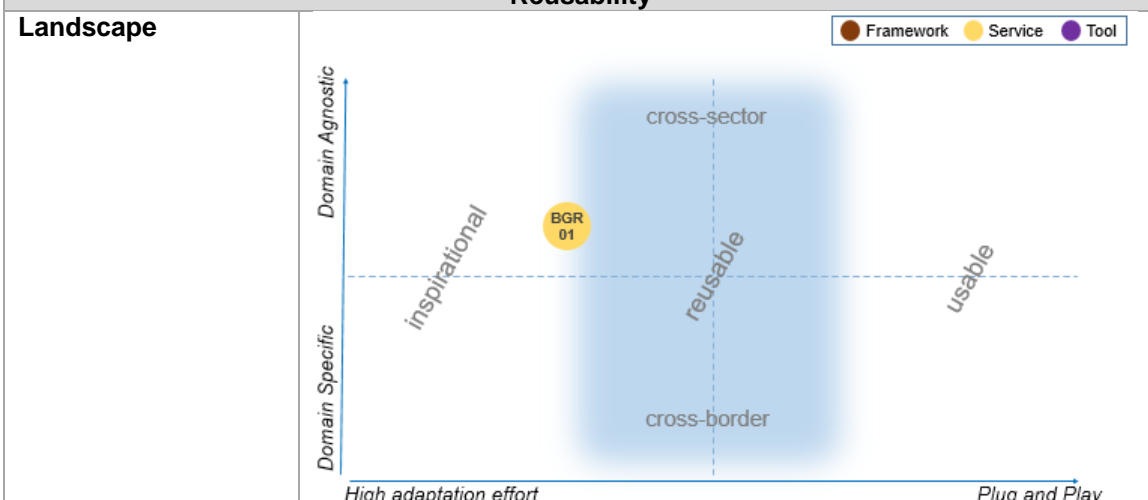 Reusability
Landscape
Framework Service Tool
Domain Agnostic
cross-sector
BGR
01
inspirational
reusable
usable
Domain Specific
cross-border
High adaptation effort
Plug and Play